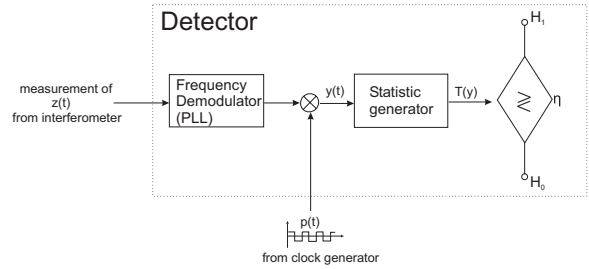 Detector
H1
measurement of
z(t)
from interferometer
Frequency
Demodulator
(PLL)
y(t)
Statistic
generator
T(y)
≷
η
H0
p(t)
from clock generator